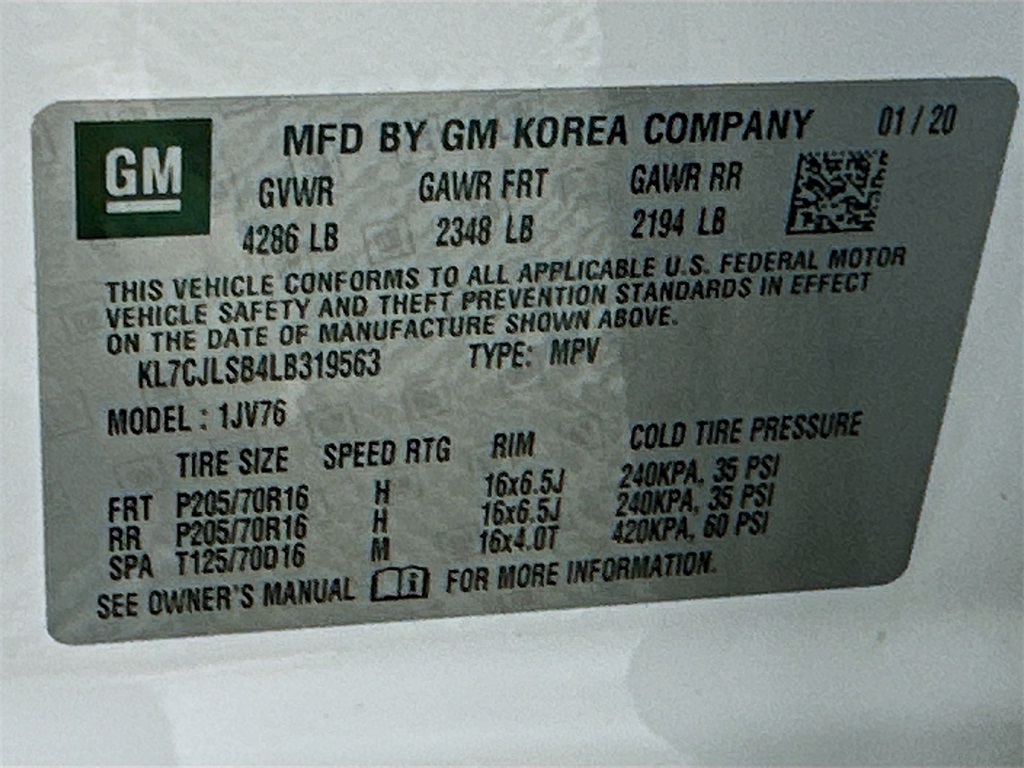 GM
MFD BY GM KOREA COMPANY 01/20
GVWR GAWR FRT GAWR RR
4286 LB 2348 LB 2194 LB
THIS VEHICLE CONFORMS TO ALL APPLICABLE U.S. FEDERAL MOTOR
VEHICLE SAFETY AND THEFT PREVENTION STANDARDS IN EFFECT
ON THE DATE OF MANUFACTURE SHOWN ABOVE.
KL7CJLSB4LB319563 TYPE: MPV
MODEL: 1JV76
TIRE SIZE SPEED RTG RIM COLD TIRE PRESSURE
FRT P205/70R16 H 16x6.5J 240KPA, 35 PSI
RR P205/70R16 H 16x6.5J 240KPA, 35 PSI
SPA T125/70D16 M 16x4.0T 420KPA, 60 PSI
SEE OWNER'S MANUAL FOR MORE INFORMATION.